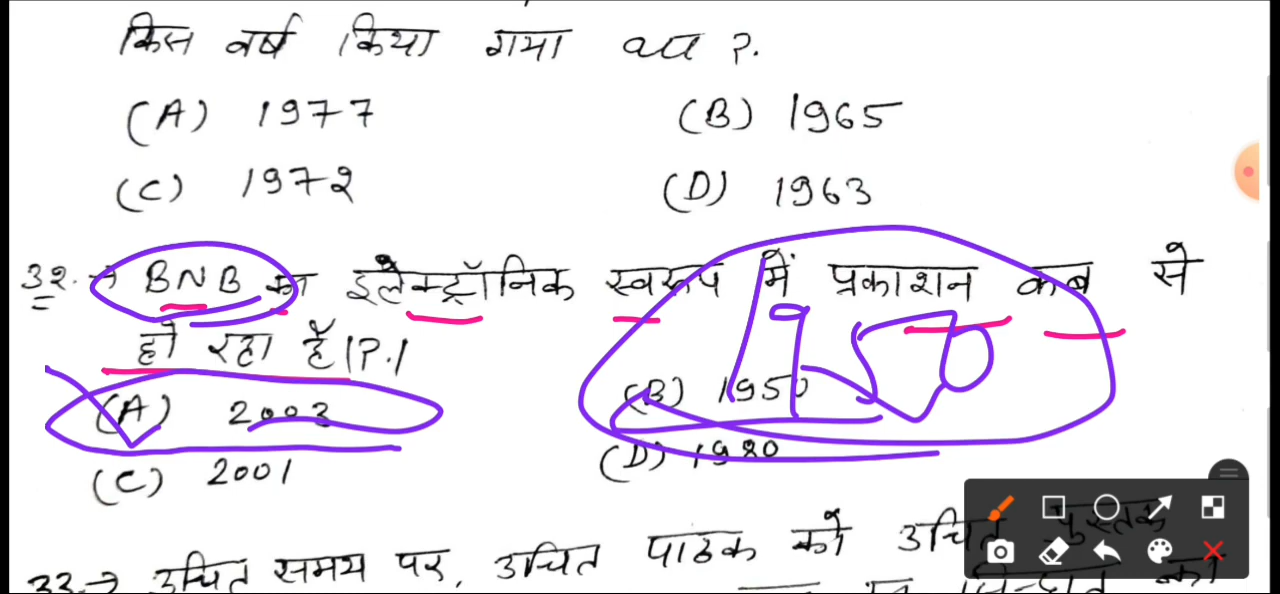 किस वर्ष किया गया था ?.
(A) 1977 (B) 1965
(C) 1972 (D) 1963
32. → BNB का इलैक्ट्रॉनिक स्वरूप में प्रकाशन कब से
हो रहा है।?.।
1950
(A) 2003 (B) 1950
(C) 2001 (D) 1980
33 → उचित समय पर, उचित पाठक को उचित पुस्तक
का